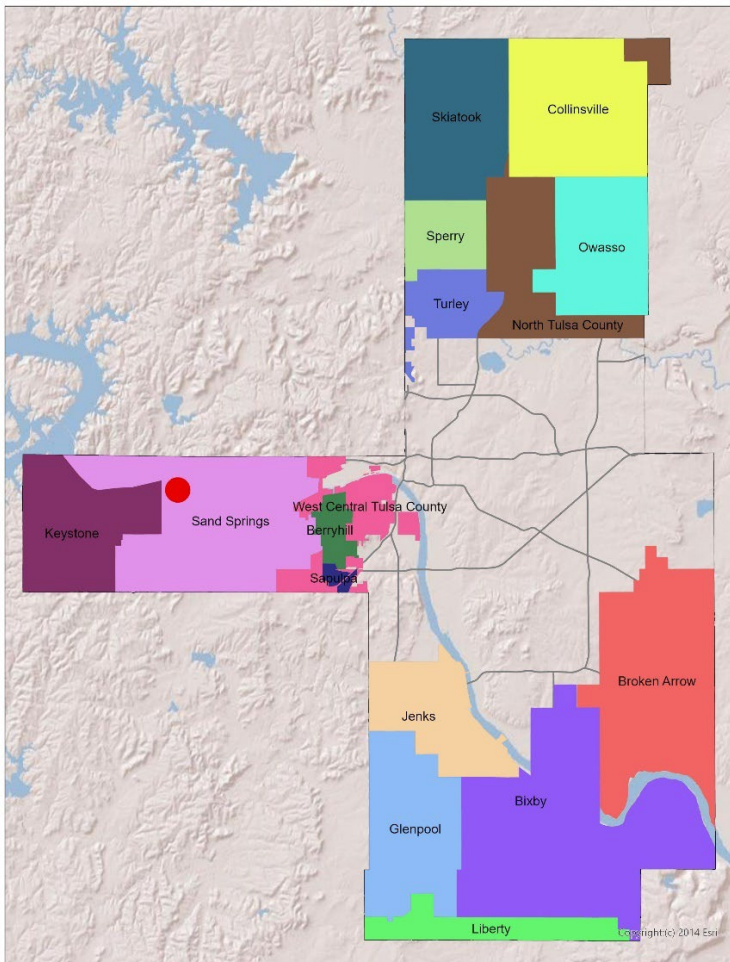 Skiatook
Collinsville
Sperry
Owasso
Turley
North Tulsa County
West Central Tulsa County
Keystone
Sand Springs
Berryhill
Sapulpa
Broken Arrow
Jenks
Bixby
Glenpool
Liberty
Copyright:(c) 2014 Esri